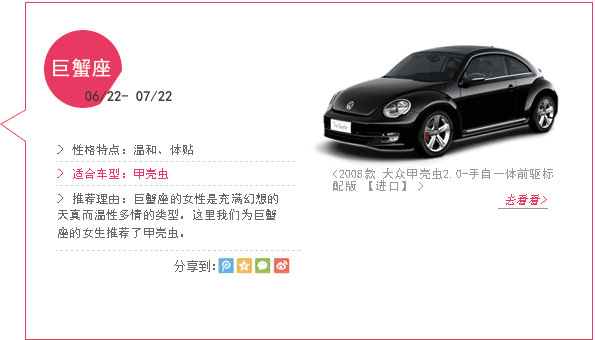 巨蟹座
06/22- 07/22
> 性格特点：温和、体贴
> 适合车型：甲壳虫
> 推荐理由：巨蟹座的女性是充满幻想的
天真而温性多情的类型。这里我们为巨蟹
座的女生推荐了甲壳虫。
分享到:
The Beetle
<2008款 大众甲壳虫2.0-手自一体前驱标
配版 【进口】 >
去看看>